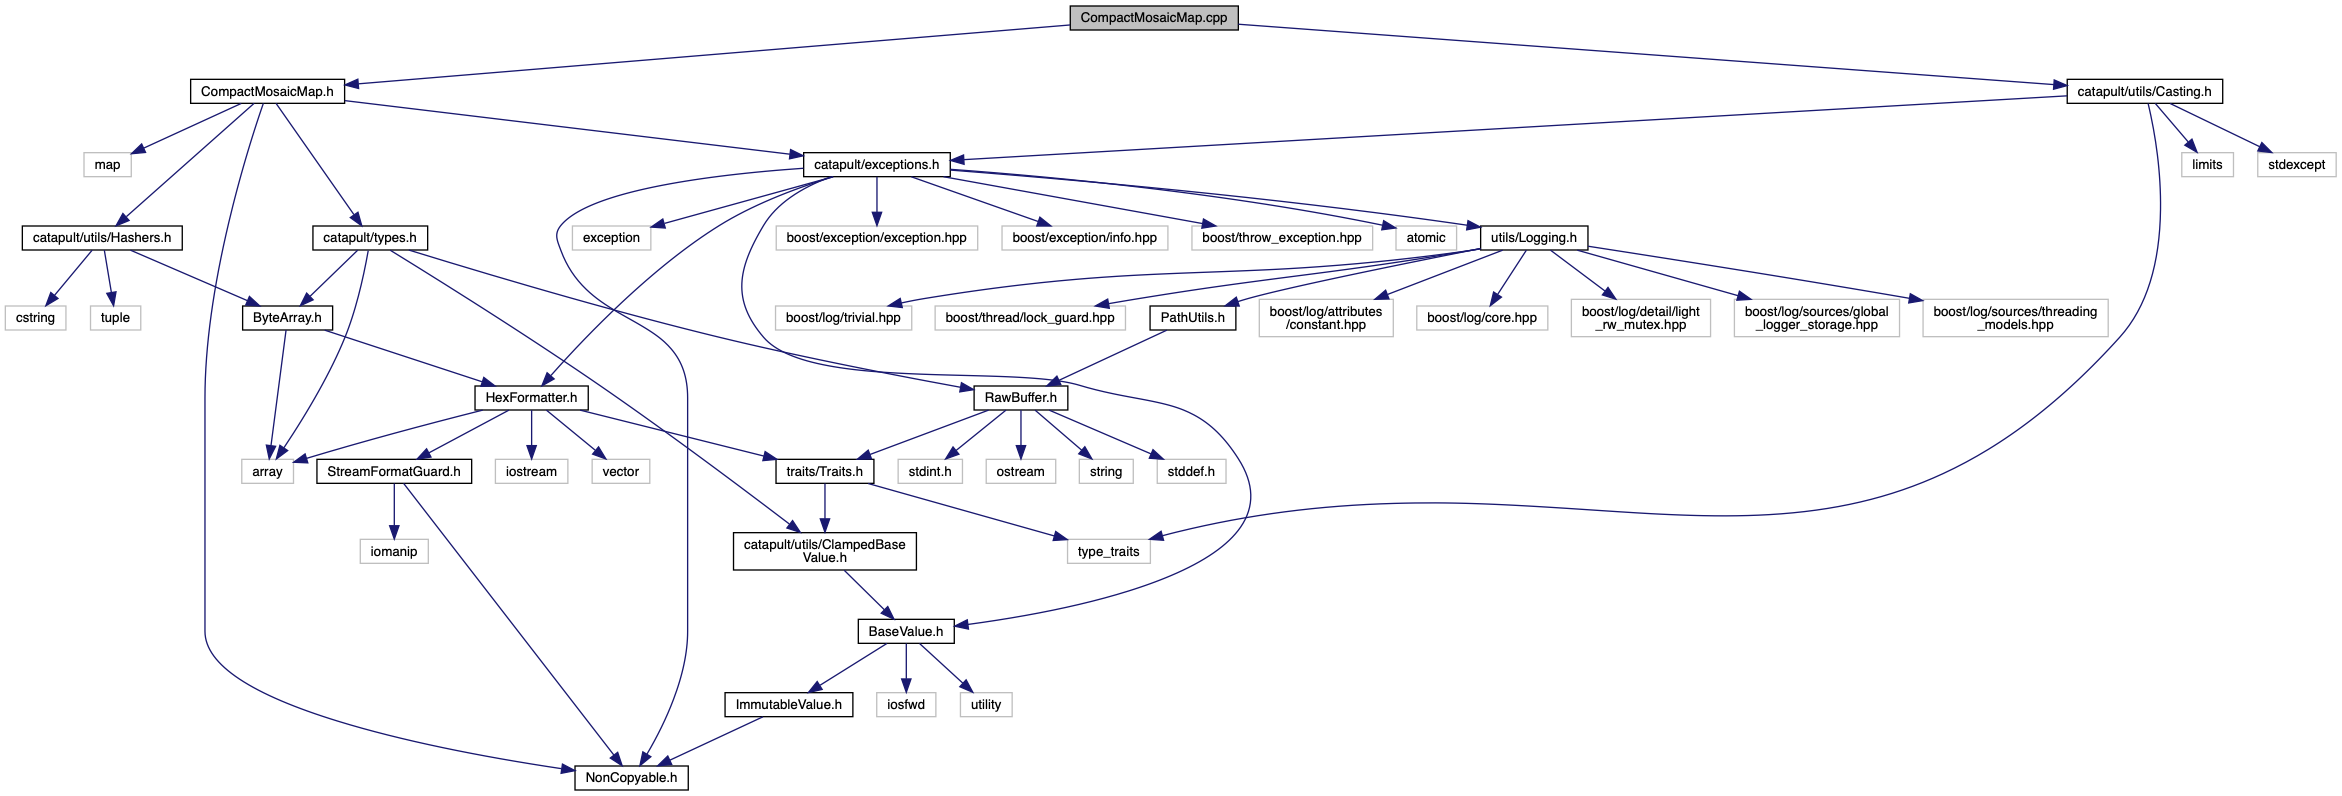 CompactMosaicMap.cpp
CompactMosaicMap.h
catapult/utils/Casting.h
map
catapult/exceptions.h
limits
stdexcept
catapult/utils/Hashers.h
catapult/types.h
exception
boost/exception/exception.hpp
boost/exception/info.hpp
boost/throw_exception.hpp
atomic
utils/Logging.h
cstring
tuple
ByteArray.h
boost/log/trivial.hpp
boost/thread/lock_guard.hpp
PathUtils.h
boost/log/attributes
/constant.hpp
boost/log/core.hpp
boost/log/detail/light
_rw_mutex.hpp
boost/log/sources/global
_logger_storage.hpp
boost/log/sources/threading
_models.hpp
HexFormatter.h
RawBuffer.h
array
StreamFormatGuard.h
iostream
vector
traits/Traits.h
stdint.h
ostream
string
stddef.h
iomanip
catapult/utils/ClampedBase
Value.h
type_traits
BaseValue.h
ImmutableValue.h
iosfwd
utility
NonCopyable.h